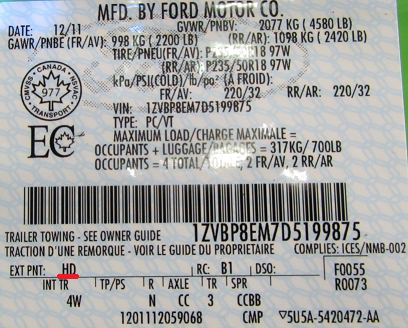 MFD. BY FORD MOTOR CO.
DATE: 12/11 GVWR/PNBV: 2077 KG ( 4580 LB)
GAWR/PNBE (FR/AV): 998 KG ( 2200 LB) (RR/AR): 1098 KG ( 2420 LB)
TIRE/PNEU(FR/AV): P235/50R18 97W
(RR/AR): P235/50R18 97W
kPa/PSI(COLD)/lb/po² ( A FROID):
FR/AV: 220/32 RR/AR: 220/32
CMVSS • CANADA • NSVAC
977
TRANSPORT
EC
VIN: 1ZVBP8EM7D5199875
TYPE: PC/VT
MAXIMUM LOAD/CHARGE MAXIMALE =
OCCUPANTS + LUGGAGE/BAGAGES = 317KG/ 700LB
OCCUPANTS = 4 TOTAL/TOTAL, 2 FR/AV, 2 RR/AR
1ZVBP8EM7D5199875
TRAILER TOWING - SEE OWNER GUIDE
TRACTION D'UNE REMORQUE - VOIR LE GUIDE DU PROPRIETAIRE COMPLIES: ICES/NMB-002
EXT PNT: HD RC: B1 DSO: F0055
INT TR TP/PS R AXLE TR SPR R0073
4W N CC 3 CCBB
1201112059068 CMP 5U5A-5420472-AA